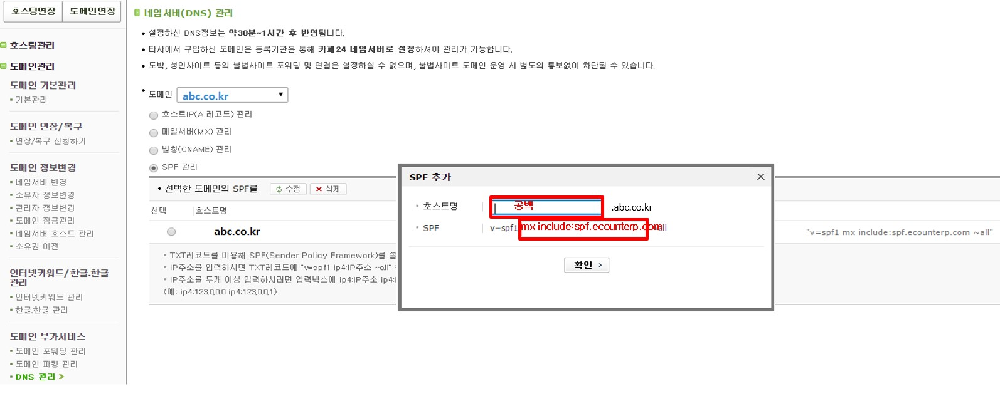 호스팅연장 도메인연장
호스팅관리
도메인관리
도메인 기본관리
기본관리
도메인 연장/복구
연장/복구 신청하기
도메인 정보변경
네임서버 변경
소유자 정보변경
관리자 정보변경
도메인 잠금관리
네임서버 호스트 관리
소유권 이전
인터넷키워드/한글.한글
관리
인터넷키워드 관리
한글.한글 관리
도메인 부가서비스
도메인 포워딩 관리
도메인 파킹 관리
DNS 관리
네임서버(DNS) 관리
설정하신 DNS정보는 약30분~1시간 후 반영됩니다.
타사에서 구입하신 도메인은 등록기관을 통해 카페24 네임서버로 설정하셔야 관리가 가능합니다.
도박, 성인사이트 등의 불법사이트 포워딩 및 연결은 설정하실 수 없으며, 불법사이트 도메인 운영 시 별도의 통보없이 차단될 수 있습니다.
도메인 abc.co.kr
호스트IP(A 레코드) 관리
메일서버(MX) 관리
별칭(CNAME) 관리
SPF 관리
선택한 도메인의 SPF를 수정 삭제
선택 호스트명
abc.co.kr "v=spf1 mx include:spf.ecounterp.com ~all"
TXT레코드를 이용해 SPF(Sender Policy Framework)를 설
IP주소를 입력하시면 TXT레코드에 "v=spf1 ip4:IP주소 ~all"
IP주소를 두개 이상 입력하시려면 입력박스에 ip4:IP주소 ip4:I
(예: ip4:123,0,0,0 ip4:123,0,0,1)
SPF 추가
호스트명 공백 .abc.co.kr
SPF v=spf1 mx include:spf.ecounterp.com all
확인